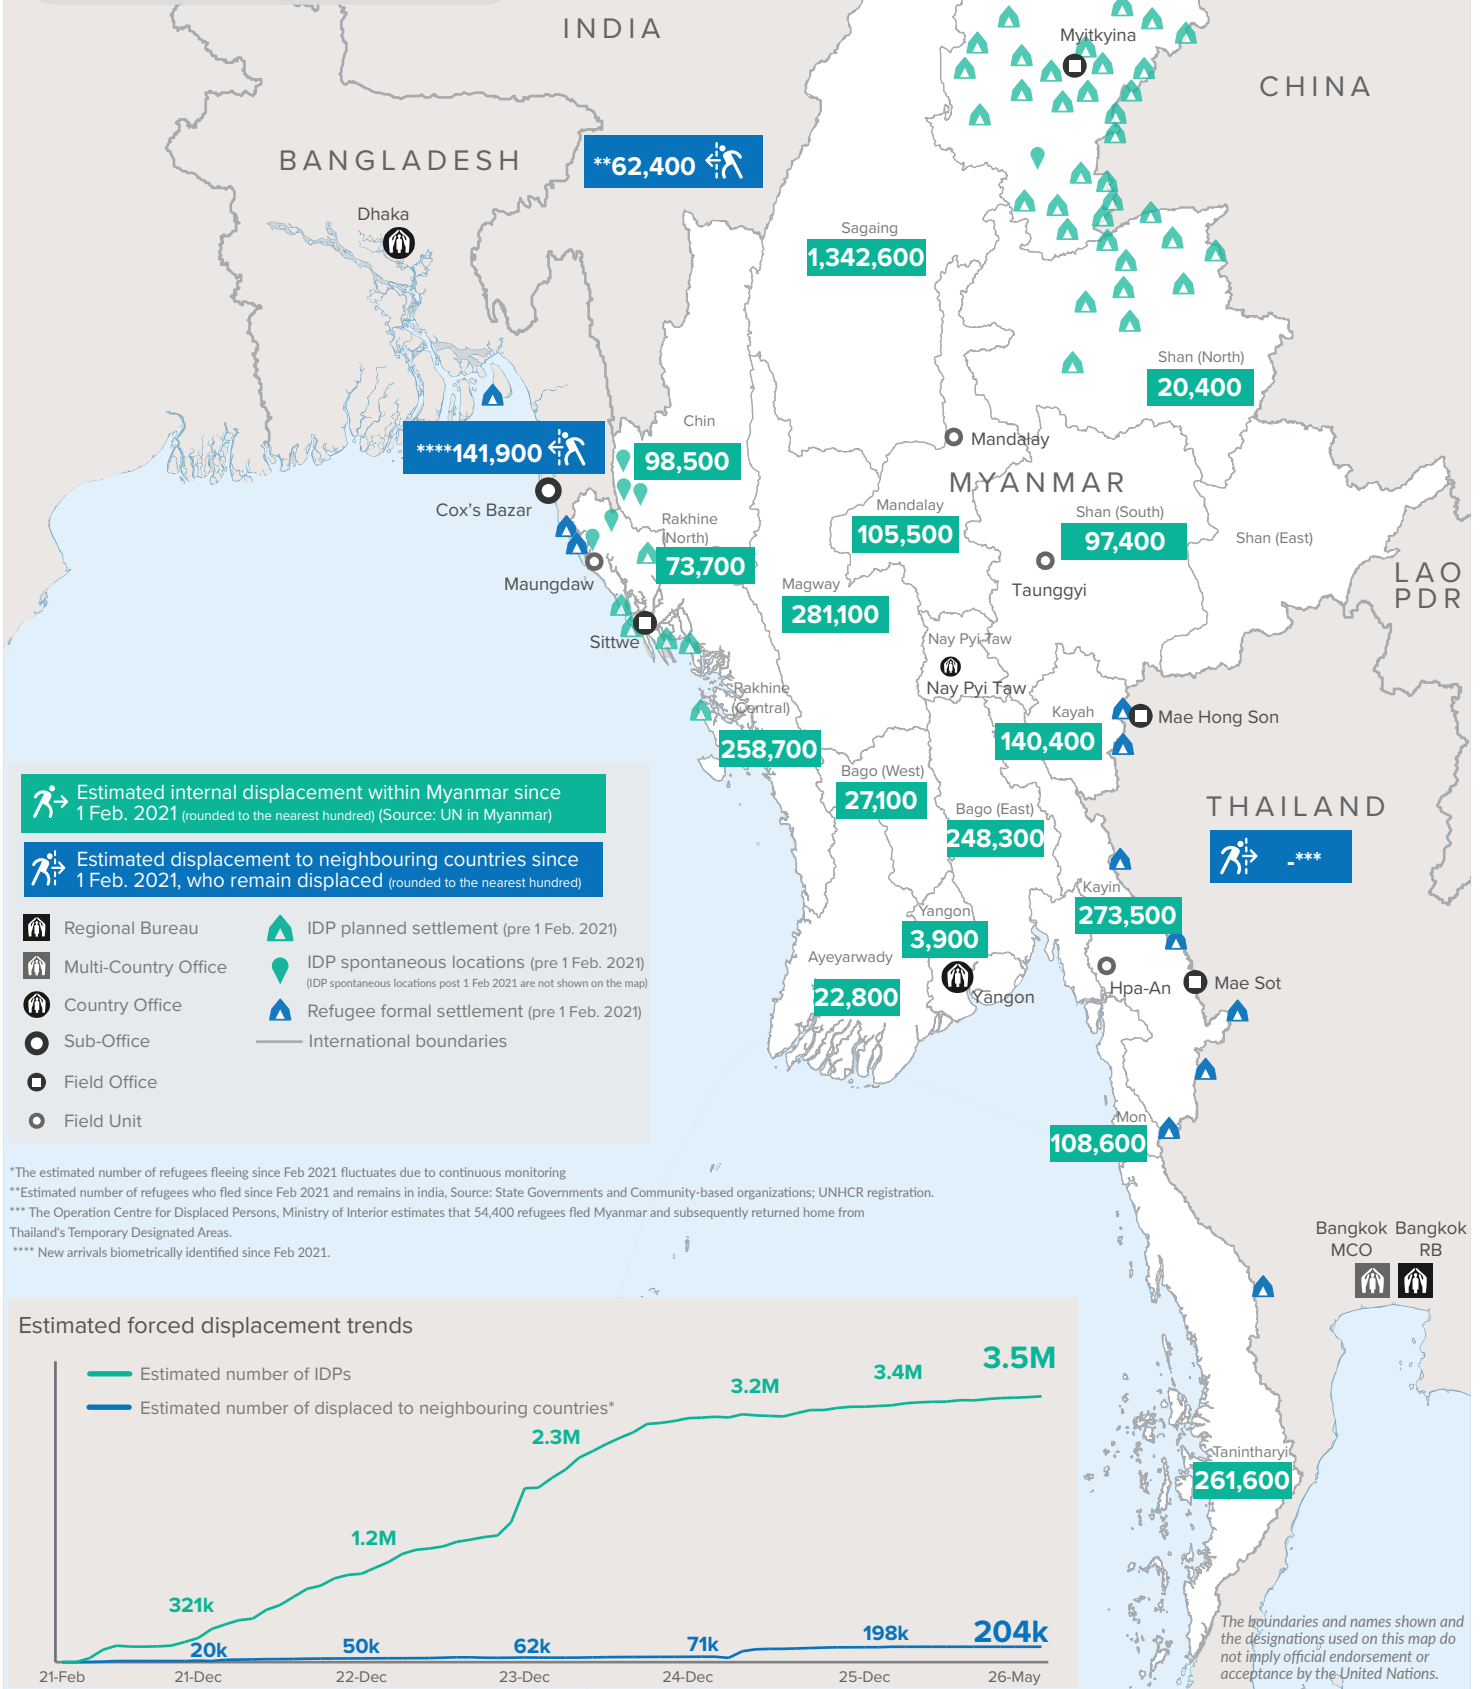 INDIA
Myitkyina
CHINA
BANGLADESH
**62,400
Dhaka
Sagaing
1,342,600
Shan (North)
20,400
Chin
****141,900
98,500
Mandalay
MYANMAR
Cox's Bazar
Mandalay
105,500
Shan (South)
97,400
Rakhine
(North)
73,700
Shan (East)
LAO
PDR
Maungdaw
Magway
281,100
Taunggyi
Sittwe
Nay Pyi Taw
Nay Pyi Taw
Rakhine
(Central)
258,700
Kayah
140,400
Mae Hong Son
Bago (West)
27,100
Bago (East)
248,300
THAILAND
-***
Kayin
273,500
Yangon
3,900
Ayeyarwady
22,800
Yangon
Hpa-An
Mae Sot
Mon
108,600
Estimated internal displacement within Myanmar since
1 Feb. 2021 (rounded to the nearest hundred) (Source: UN in Myanmar)
Estimated displacement to neighbouring countries since
1 Feb. 2021, who remain displaced (rounded to the nearest hundred)
Regional Bureau
Multi-Country Office
Country Office
Sub-Office
Field Office
Field Unit
IDP planned settlement (pre 1 Feb. 2021)
IDP spontaneous locations (pre 1 Feb. 2021)
(IDP spontaneous locations post 1 Feb 2021 are not shown on the map)
Refugee formal settlement (pre 1 Feb. 2021)
International boundaries
*The estimated number of refugees fleeing since Feb 2021 fluctuates due to continuous monitoring
**Estimated number of refugees who fled since Feb 2021 and remains in india, Source: State Governments and Community-based organizations; UNHCR registration.
*** The Operation Centre for Displaced Persons, Ministry of Interior estimates that 54,400 refugees fled Myanmar and subsequently returned home from
Thailand's Temporary Designated Areas.
**** New arrivals biometrically identified since Feb 2021.
Bangkok
MCO
Bangkok
RB
Tanintharyi
261,600
Estimated forced displacement trends
Estimated number of IDPs
Estimated number of displaced to neighbouring countries*
321k
1.2M
2.3M
3.2M
3.4M
3.5M
20k
50k
62k
71k
198k
204k
21-Feb
21-Dec
22-Dec
23-Dec
24-Dec
25-Dec
26-May
The boundaries and names shown and
the designations used on this map do
not imply official endorsement or
acceptance by the United Nations.